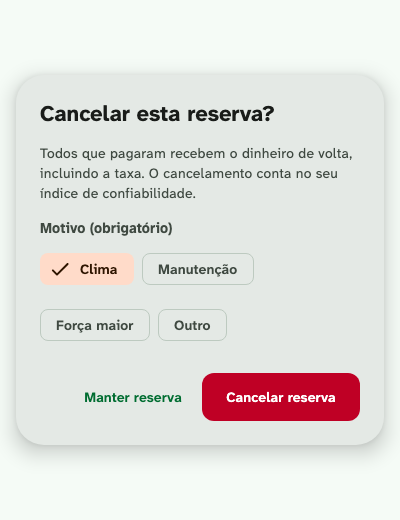 Cancelar esta reserva?
Todos que pagaram recebem o dinheiro de volta,
incluindo a taxa. O cancelamento conta no seu
índice de confiabilidade.
Motivo (obrigatório)
Clima
Manutenção
Força maior
Outro
Manter reserva
Cancelar reserva